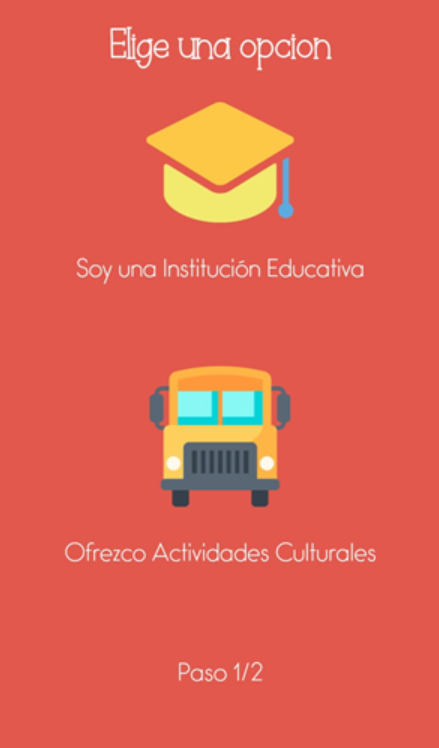 Elige una opcion
Soy una Institución Educativa
Ofrezco Actividades Culturales
Paso 1/2